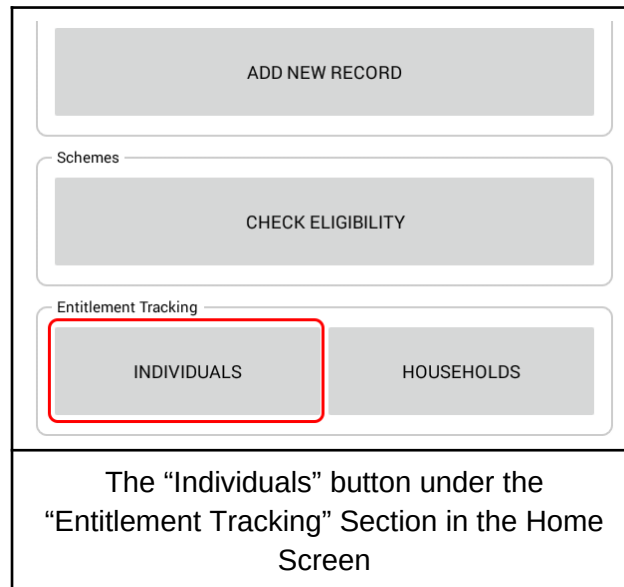 ADD NEW RECORD
Schemes
CHECK ELIGIBILITY
Entitlement Tracking
INDIVIDUALS
HOUSEHOLDS
The “Individuals” button under the
“Entitlement Tracking” Section in the Home
Screen